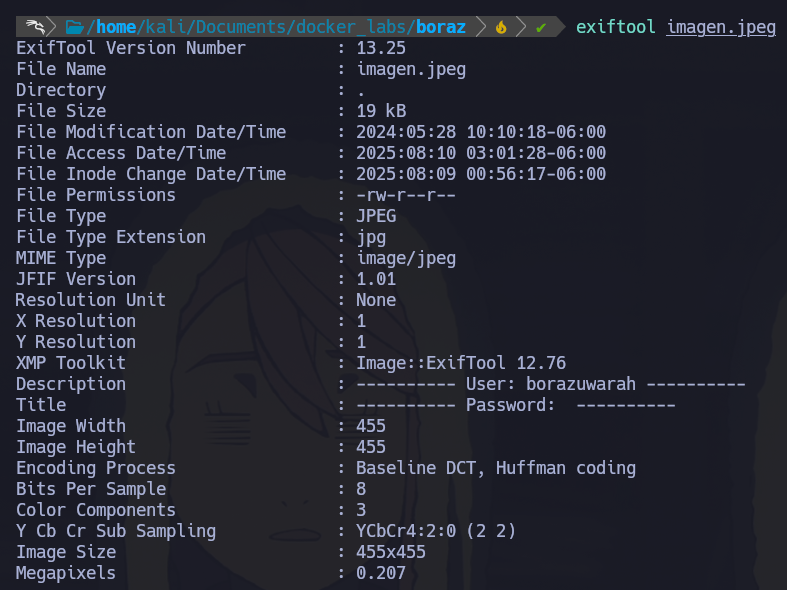 /home/kali/Documents/docker_labs/boraz exiftool imagen.jpeg
ExifTool Version Number : 13.25
File Name : imagen.jpeg
Directory : .
File Size : 19 kB
File Modification Date/Time : 2024:05:28 10:10:18-06:00
File Access Date/Time : 2025:08:10 03:01:28-06:00
File Inode Change Date/Time : 2025:08:09 00:56:17-06:00
File Permissions : -rw-r--r--
File Type : JPEG
File Type Extension : jpg
MIME Type : image/jpeg
JFIF Version : 1.01
Resolution Unit : None
X Resolution : 1
Y Resolution : 1
XMP Toolkit : Image::ExifTool 12.76
Description : ---------- User: borazuwarah ----------
Title : ---------- Password:  ----------
Image Width : 455
Image Height : 455
Encoding Process : Baseline DCT, Huffman coding
Bits Per Sample : 8
Color Components : 3
Y Cb Cr Sub Sampling : YCbCr4:2:0 (2 2)
Image Size : 455x455
Megapixels : 0.207